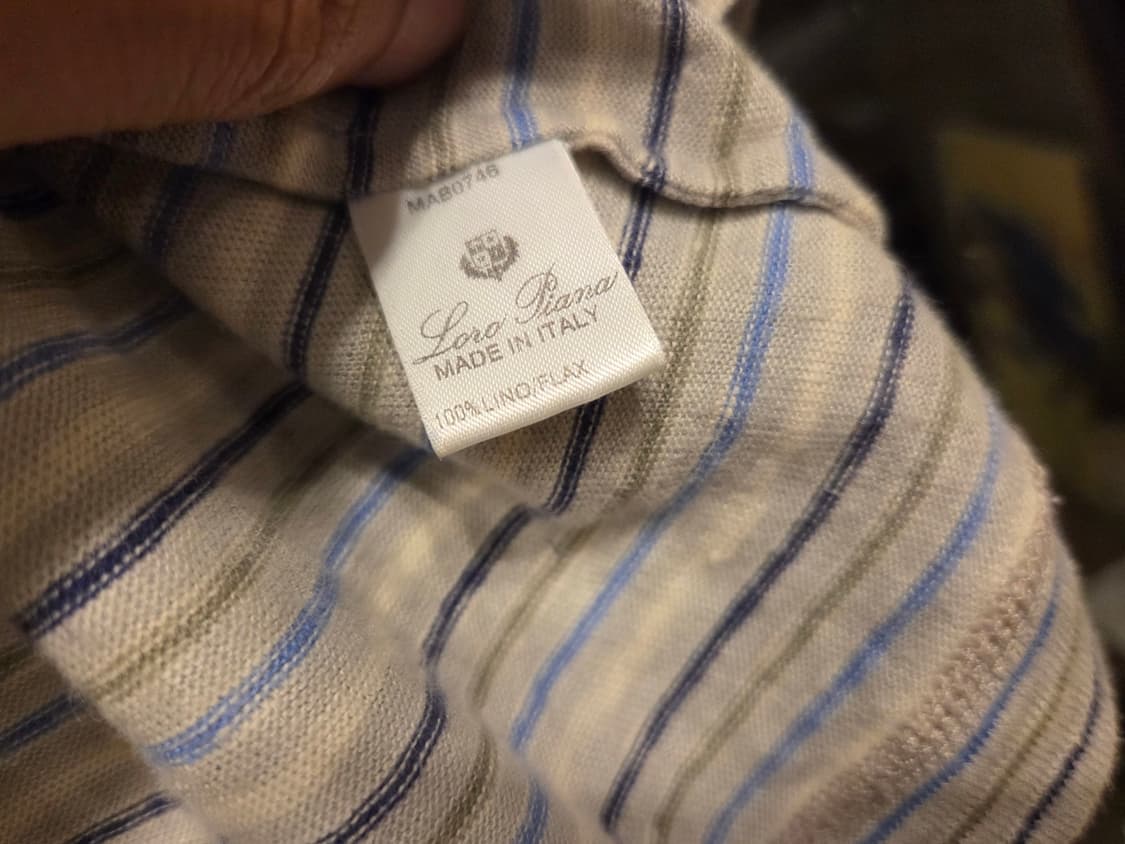 MAB0746
Loro Piana
MADE IN ITALY
100% LINO/FLAX